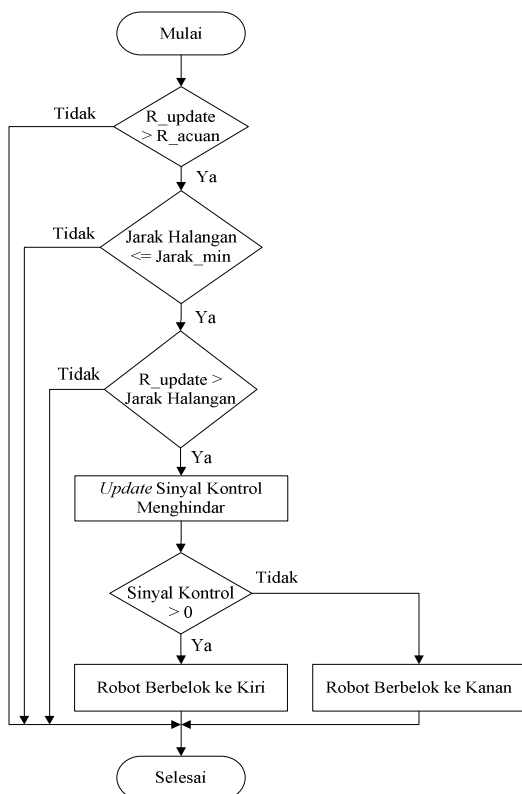 Mulai
Tidak
R_update
> R_acuan
Ya
Tidak
Jarak Halangan
<= Jarak_min
Ya
Tidak
R_update >
Jarak Halangan
Ya
Update Sinyal Kontrol
Menghindar
Tidak
Sinyal Kontrol
> 0
Ya
Robot Berbelok ke Kiri
Robot Berbelok ke Kanan
Selesai